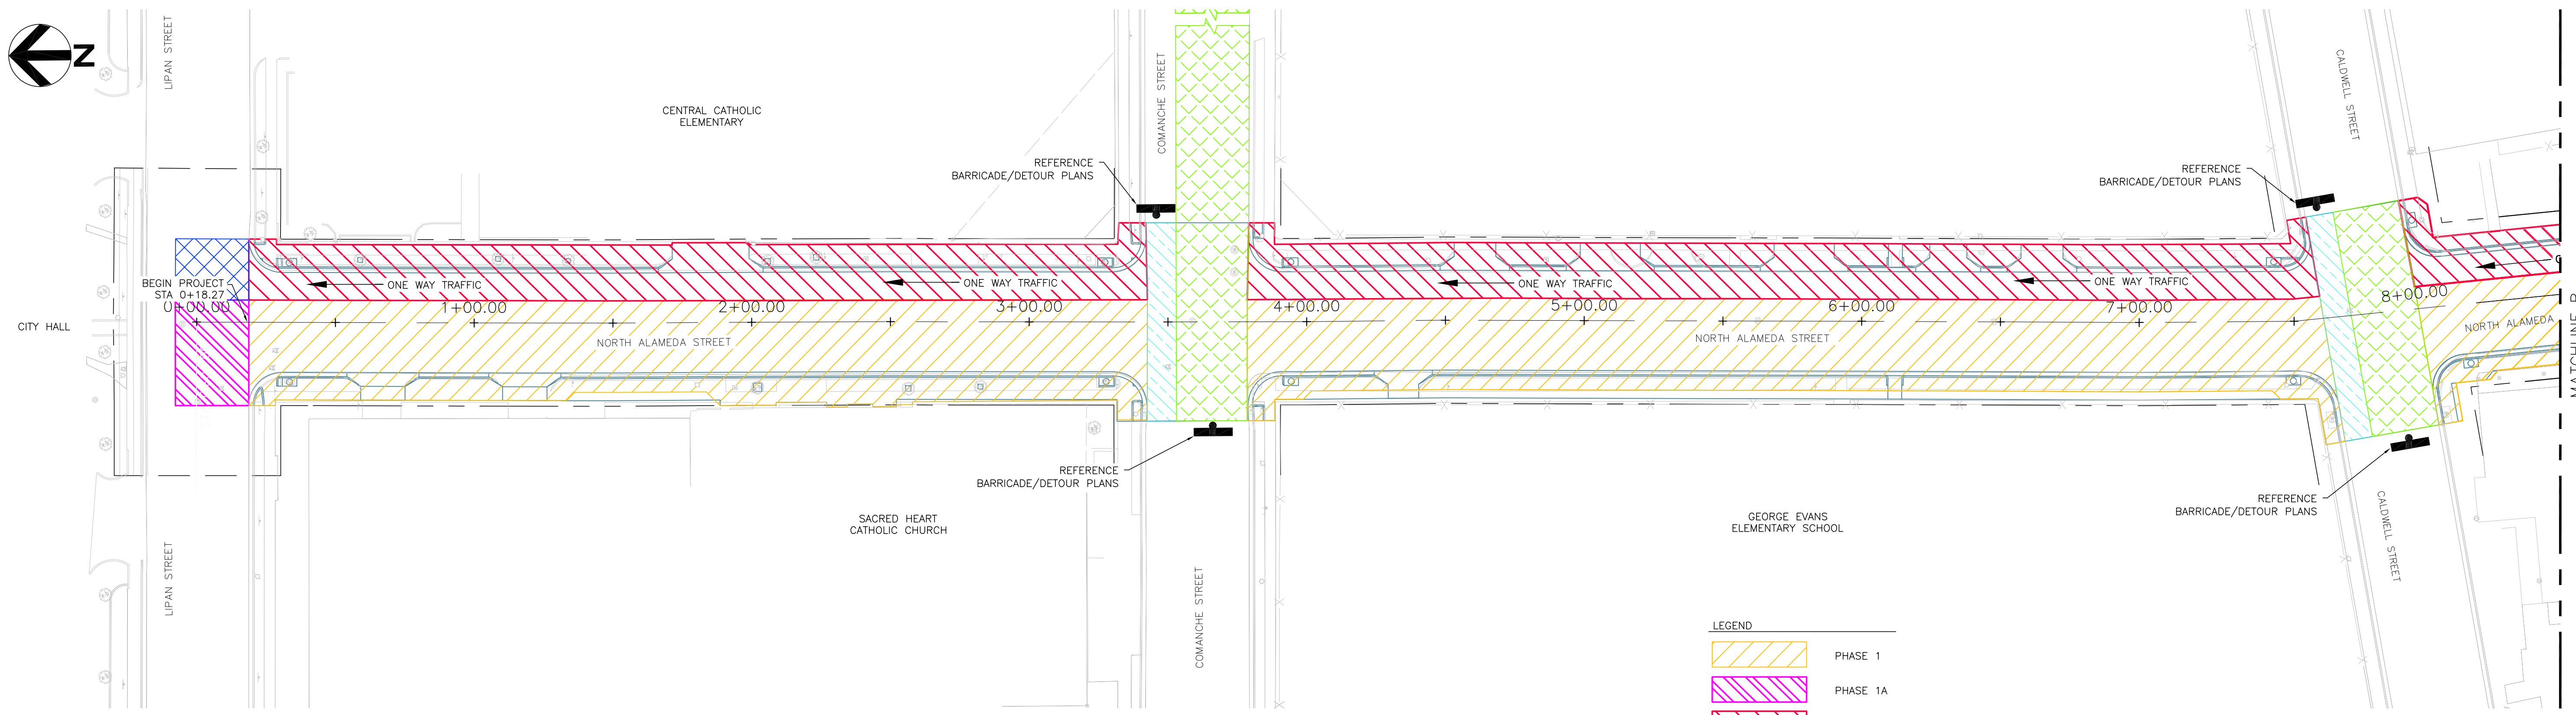 N
LIPAN STREET
CENTRAL CATHOLIC
ELEMENTARY
COMANCHE STREET
CALDWELL STREET
REFERENCE
BARRICADE/DETOUR PLANS
REFERENCE
BARRICADE/DETOUR PLANS
BEGIN PROJECT
STA 0+18.27
ONE WAY TRAFFIC
ONE WAY TRAFFIC
ONE WAY TRAFFIC
ONE WAY TRAFFIC
0+00.00
1+00.00
2+00.00
3+00.00
4+00.00
5+00.00
6+00.00
7+00.00
8+00.00
CITY HALL
NORTH ALAMEDA STREET
NORTH ALAMEDA STREET
NORTH ALAMEDA
MATCHLINE
REFERENCE
BARRICADE/DETOUR PLANS
REFERENCE
BARRICADE/DETOUR PLANS
SACRED HEART
CATHOLIC CHURCH
GEORGE EVANS
ELEMENTARY SCHOOL
LIPAN STREET
COMANCHE STREET
CALDWELL STREET
LEGEND
PHASE 1
PHASE 1A